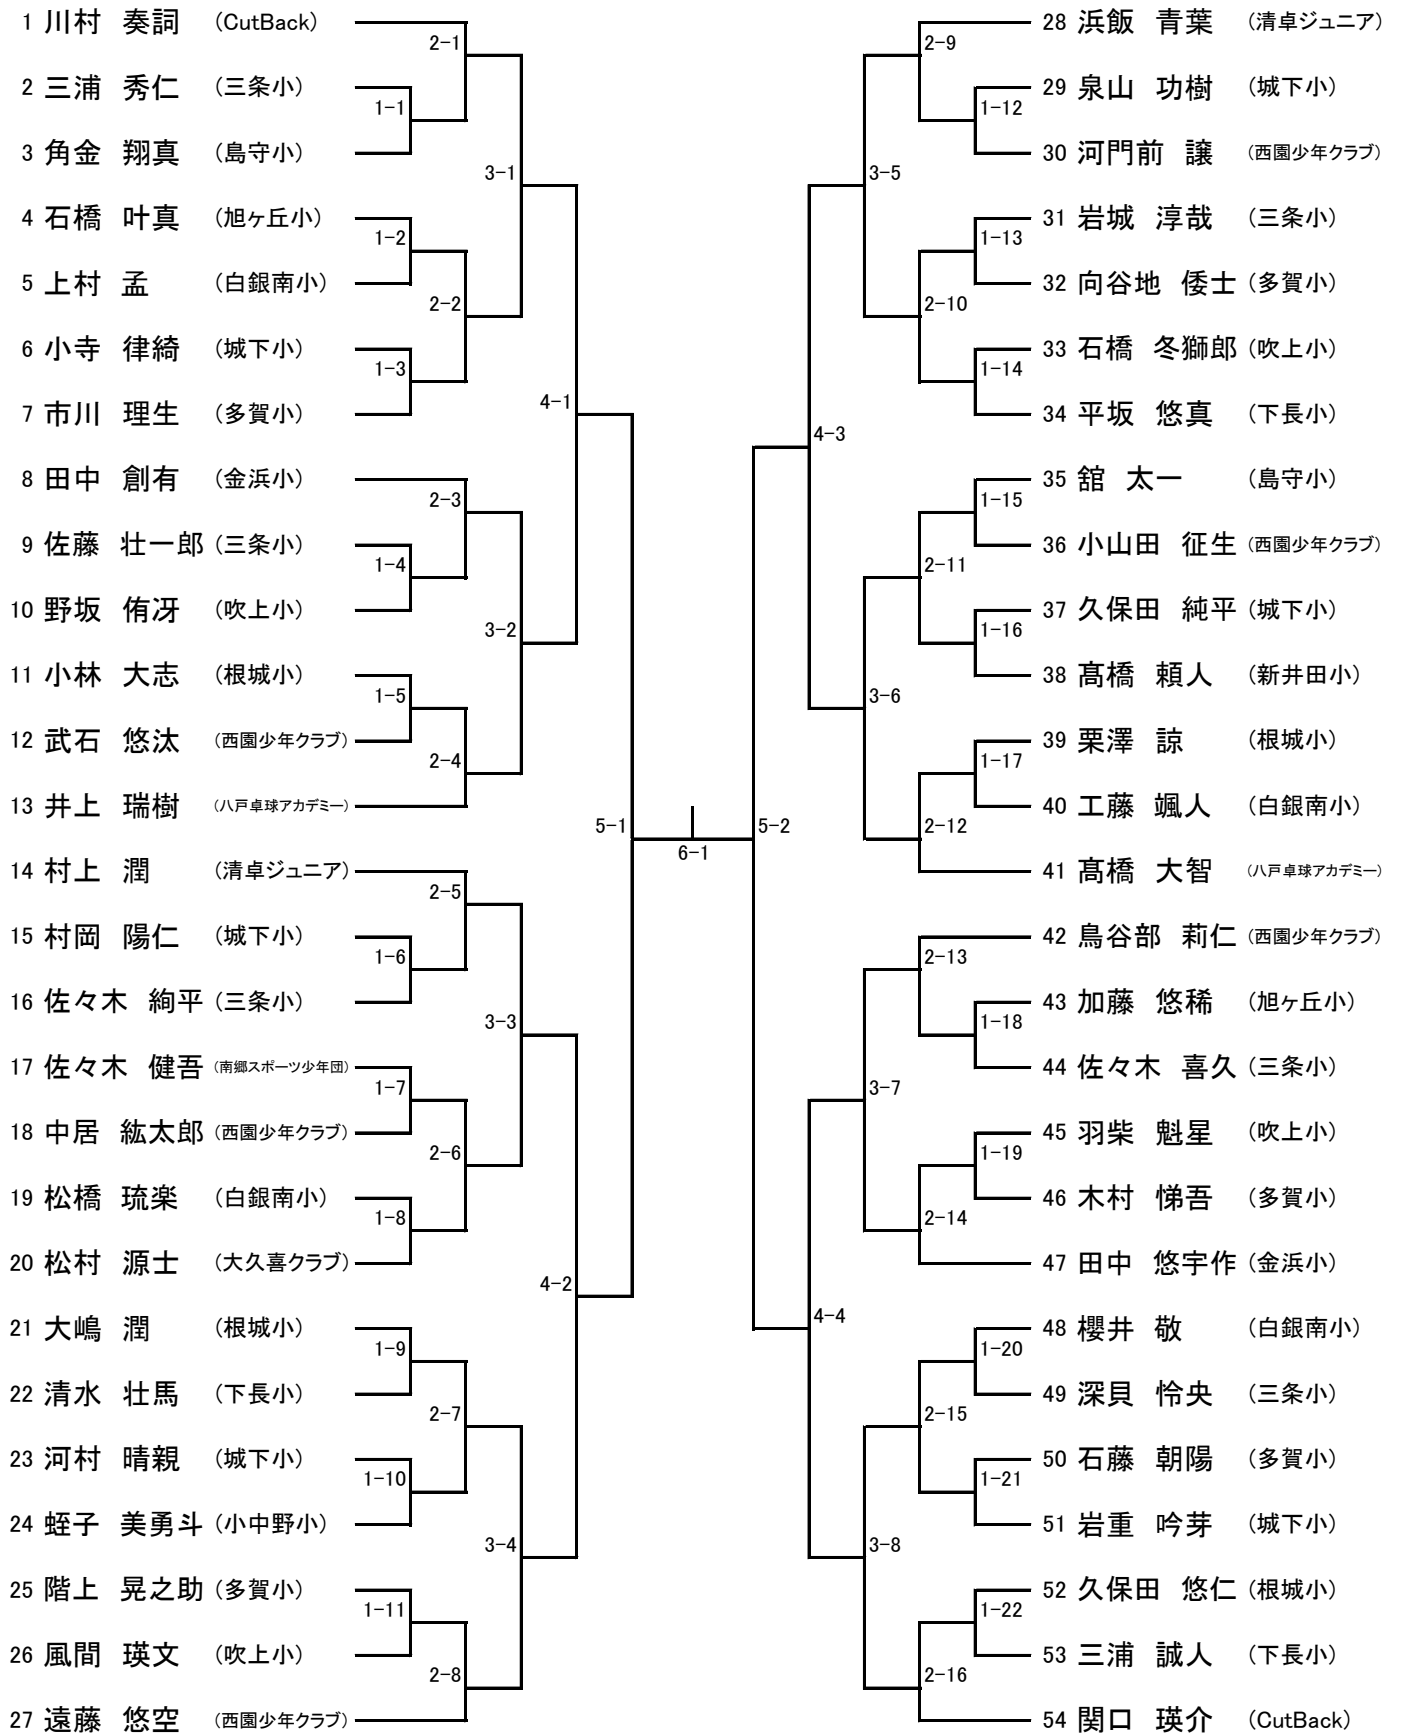 1 川村 奏詞 (CutBack)
2 三浦 秀仁 (三条小)
3 角金 翔真 (島守小)
4 石橋 叶真 (旭ヶ丘小)
5 上村 孟 (白銀南小)
6 小寺 律綺 (城下小)
7 市川 理生 (多賀小)
8 田中 創有 (金浜小)
9 佐藤 壮一郎 (三条小)
10 野坂 侑冴 (吹上小)
11 小林 大志 (根城小)
12 武石 悠汰 (西園少年クラブ)
13 井上 瑞樹 (八戸卓球アカデミー)
14 村上 潤 (清卓ジュニア)
15 村岡 陽仁 (城下小)
16 佐々木 絢平 (三条小)
17 佐々木 健吾 (南郷スポーツ少年団)
18 中居 紘太郎 (西園少年クラブ)
19 松橋 琉楽 (白銀南小)
20 松村 源士 (大久喜クラブ)
21 大嶋 潤 (根城小)
22 清水 壮馬 (下長小)
23 河村 晴親 (城下小)
24 蛭子 美勇斗 (小中野小)
25 階上 晃之助 (多賀小)
26 風間 瑛文 (吹上小)
27 遠藤 悠空 (西園少年クラブ)
1-1
1-2
1-3
1-4
1-5
1-6
1-7
1-8
1-9
1-10
1-11
2-1
2-2
2-3
2-4
2-5
2-6
2-7
2-8
3-1
3-2
3-3
3-4
4-1
4-2
5-1
6-1
5-2
4-3
4-4
3-5
3-6
3-7
3-8
2-9
2-10
2-11
2-12
2-13
2-14
2-15
2-16
1-12
1-13
1-14
1-15
1-16
1-17
1-18
1-19
1-20
1-21
1-22
28 浜飯 青葉 (清卓ジュニア)
29 泉山 功樹 (城下小)
30 河門前 譲 (西園少年クラブ)
31 岩城 淳哉 (三条小)
32 向谷地 倭士 (多賀小)
33 石橋 冬獅郎 (吹上小)
34 平坂 悠真 (下長小)
35 舘 太一 (島守小)
36 小山田 征生 (西園少年クラブ)
37 久保田 純平 (城下小)
38 髙橋 頼人 (新井田小)
39 栗澤 諒 (根城小)
40 工藤 颯人 (白銀南小)
41 髙橋 大智 (八戸卓球アカデミー)
42 鳥谷部 莉仁 (西園少年クラブ)
43 加藤 悠稀 (旭ヶ丘小)
44 佐々木 喜久 (三条小)
45 羽柴 魁星 (吹上小)
46 木村 悌吾 (多賀小)
47 田中 悠宇作 (金浜小)
48 櫻井 敬 (白銀南小)
49 深貝 怜央 (三条小)
50 石藤 朝陽 (多賀小)
51 岩重 吟芽 (城下小)
52 久保田 悠仁 (根城小)
53 三浦 誠人 (下長小)
54 関口 瑛介 (CutBack)